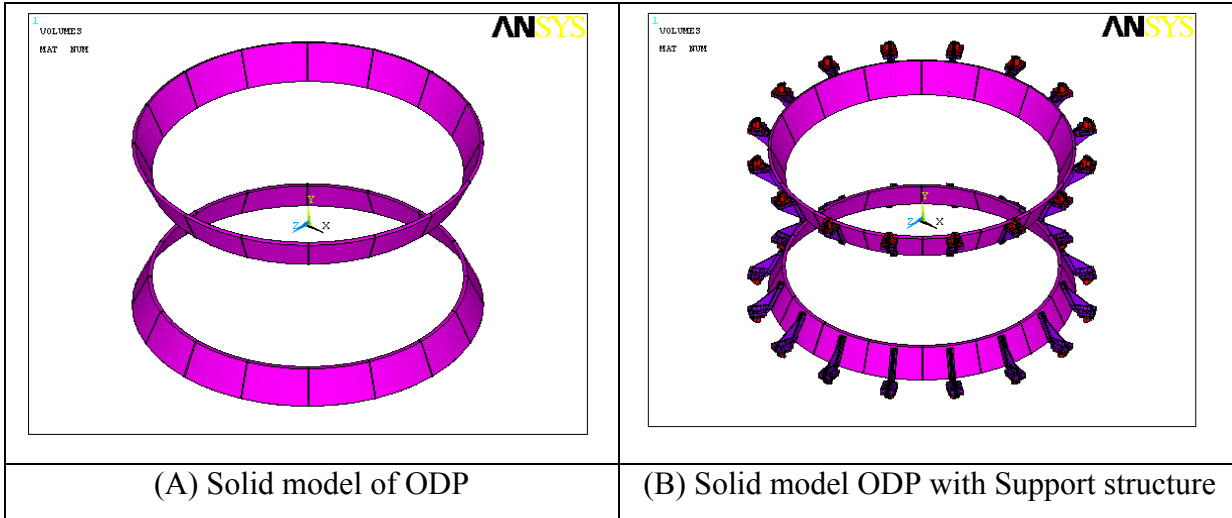 1
VOLUMES
MAT NUM
ANSYS
Y
Z
X
(A) Solid model of ODP
1
VOLUMES
MAT NUM
ANSYS
Y
Z
X
(B) Solid model ODP with Support structure